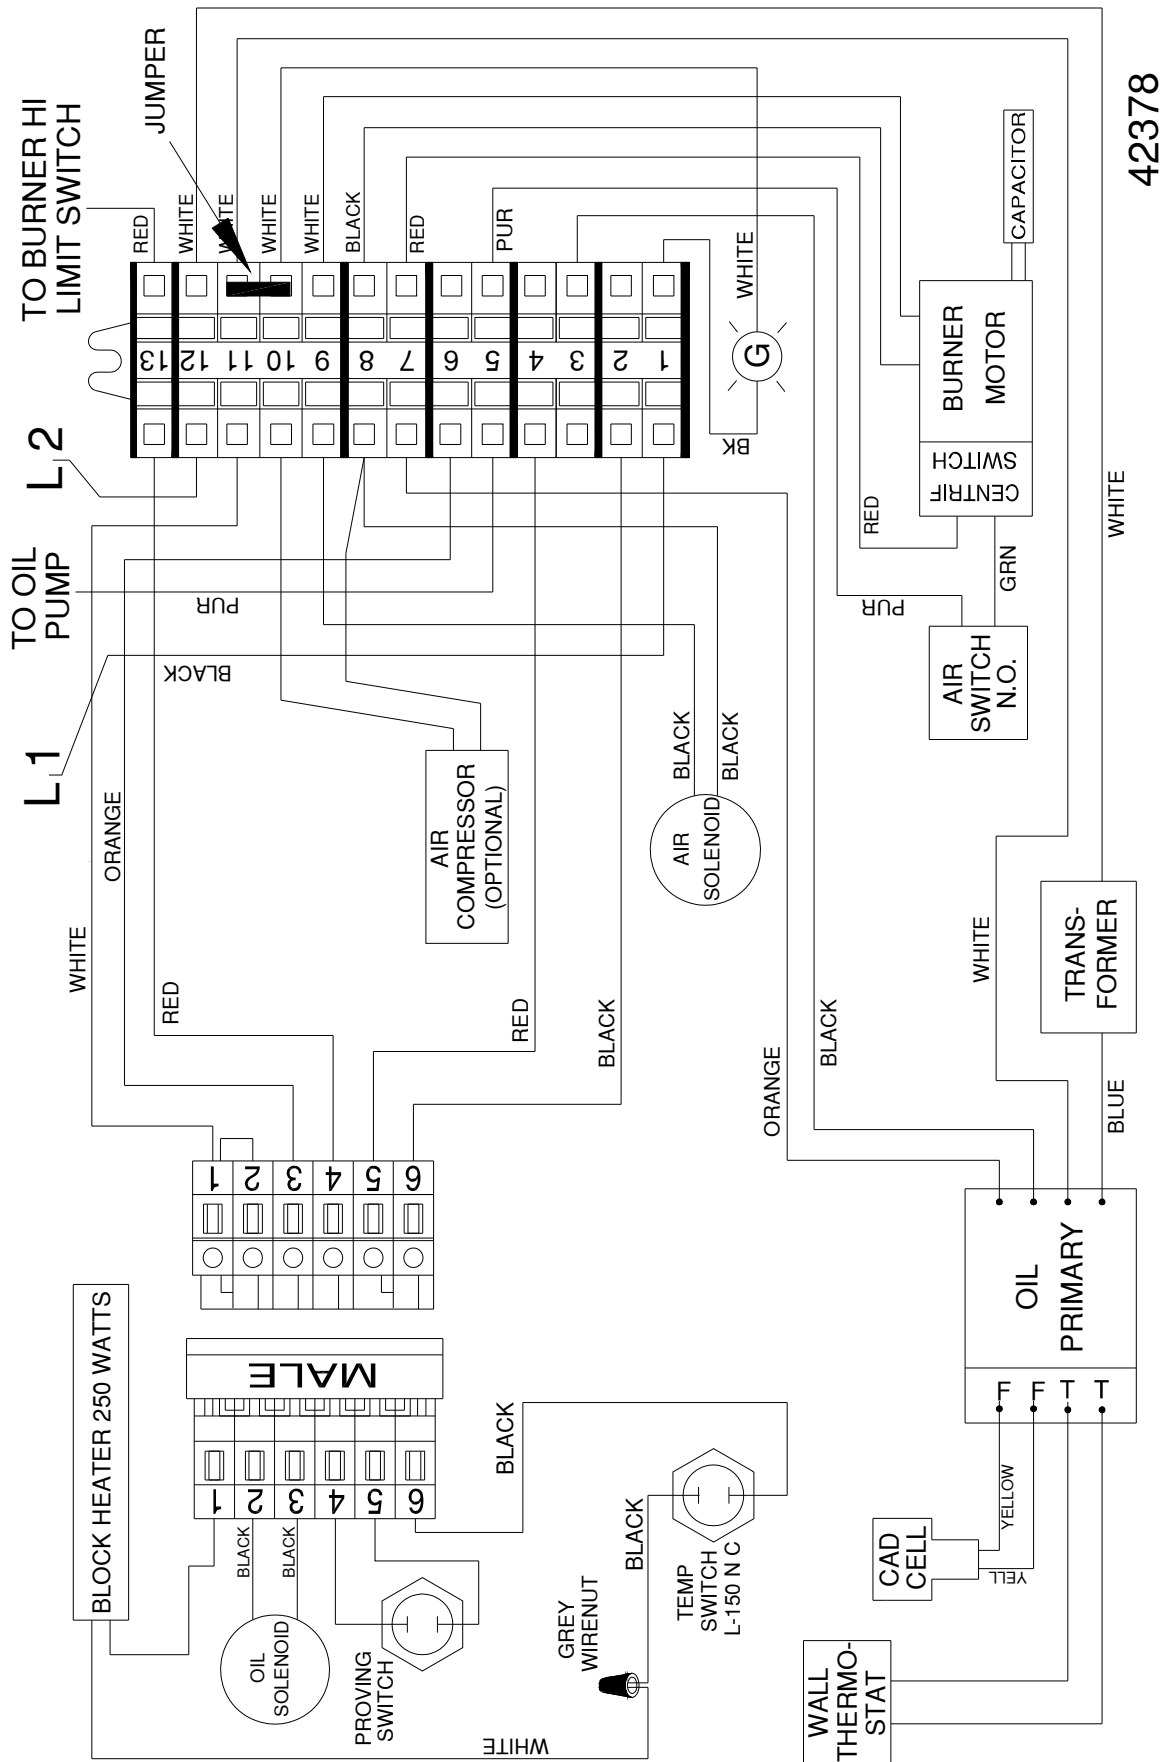 TO BURNER HI
LIMIT SWITCH
JUMPER
RED
WHITE
WHITE
WHITE
WHITE
BLACK
RED
PUR
13
12
11
10
9
8
7
6
5
4
3
2
1
L 2
TO OIL
PUMP
L 1
PUR
BLACK
BK
WHITE
G
CAPACITOR
BURNER
MOTOR
CENTRIF
SWITCH
RED
GRN
PUR
AIR
SWITCH
N.O.
WHITE
42378
ORANGE
WHITE
RED
AIR
COMPRESSOR
(OPTIONAL)
BLACK
BLACK
AIR
SOLENOID
RED
BLACK
ORANGE
BLACK
WHITE
TRANS-
FORMER
BLUE
1
2
3
4
5
6
BLOCK HEATER 250 WATTS
MALE
1
2
3
4
5
6
BLACK
BLACK
OIL
SOLENOID
PROVING
SWITCH
BLACK
BLACK
GREY
WIRENUT
TEMP
SWITCH
L-150 N C
WHITE
OIL
PRIMARY
F
F
T
T
YELLOW
YELL
CAD
CELL
WALL
THERMO-
STAT